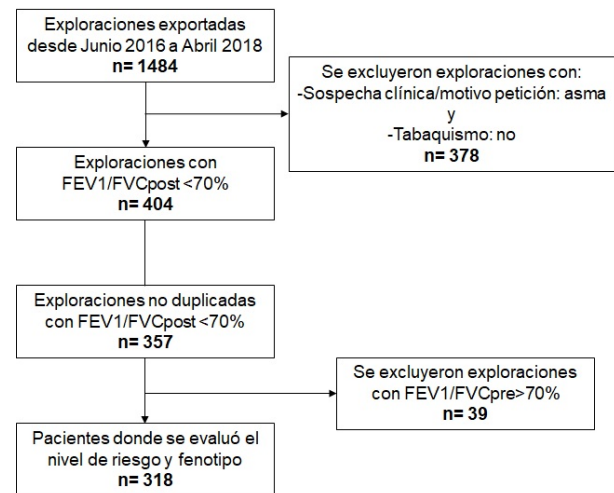 Exploraciones exportadas
desde Junio 2016 a Abril 2018
n= 1484
Se excluyeron exploraciones con:
-Sospecha clínica/motivo petición: asma
y
-Tabaquismo: no
n= 378
Exploraciones con
FEV1/FVCpost <70%
n= 404
Exploraciones no duplicadas
con FEV1/FVCpost <70%
n= 357
Se excluyeron exploraciones
con FEV1/FVCpre>70%
n= 39
Pacientes donde se evaluó el
nivel de riesgo y fenotipo
n= 318